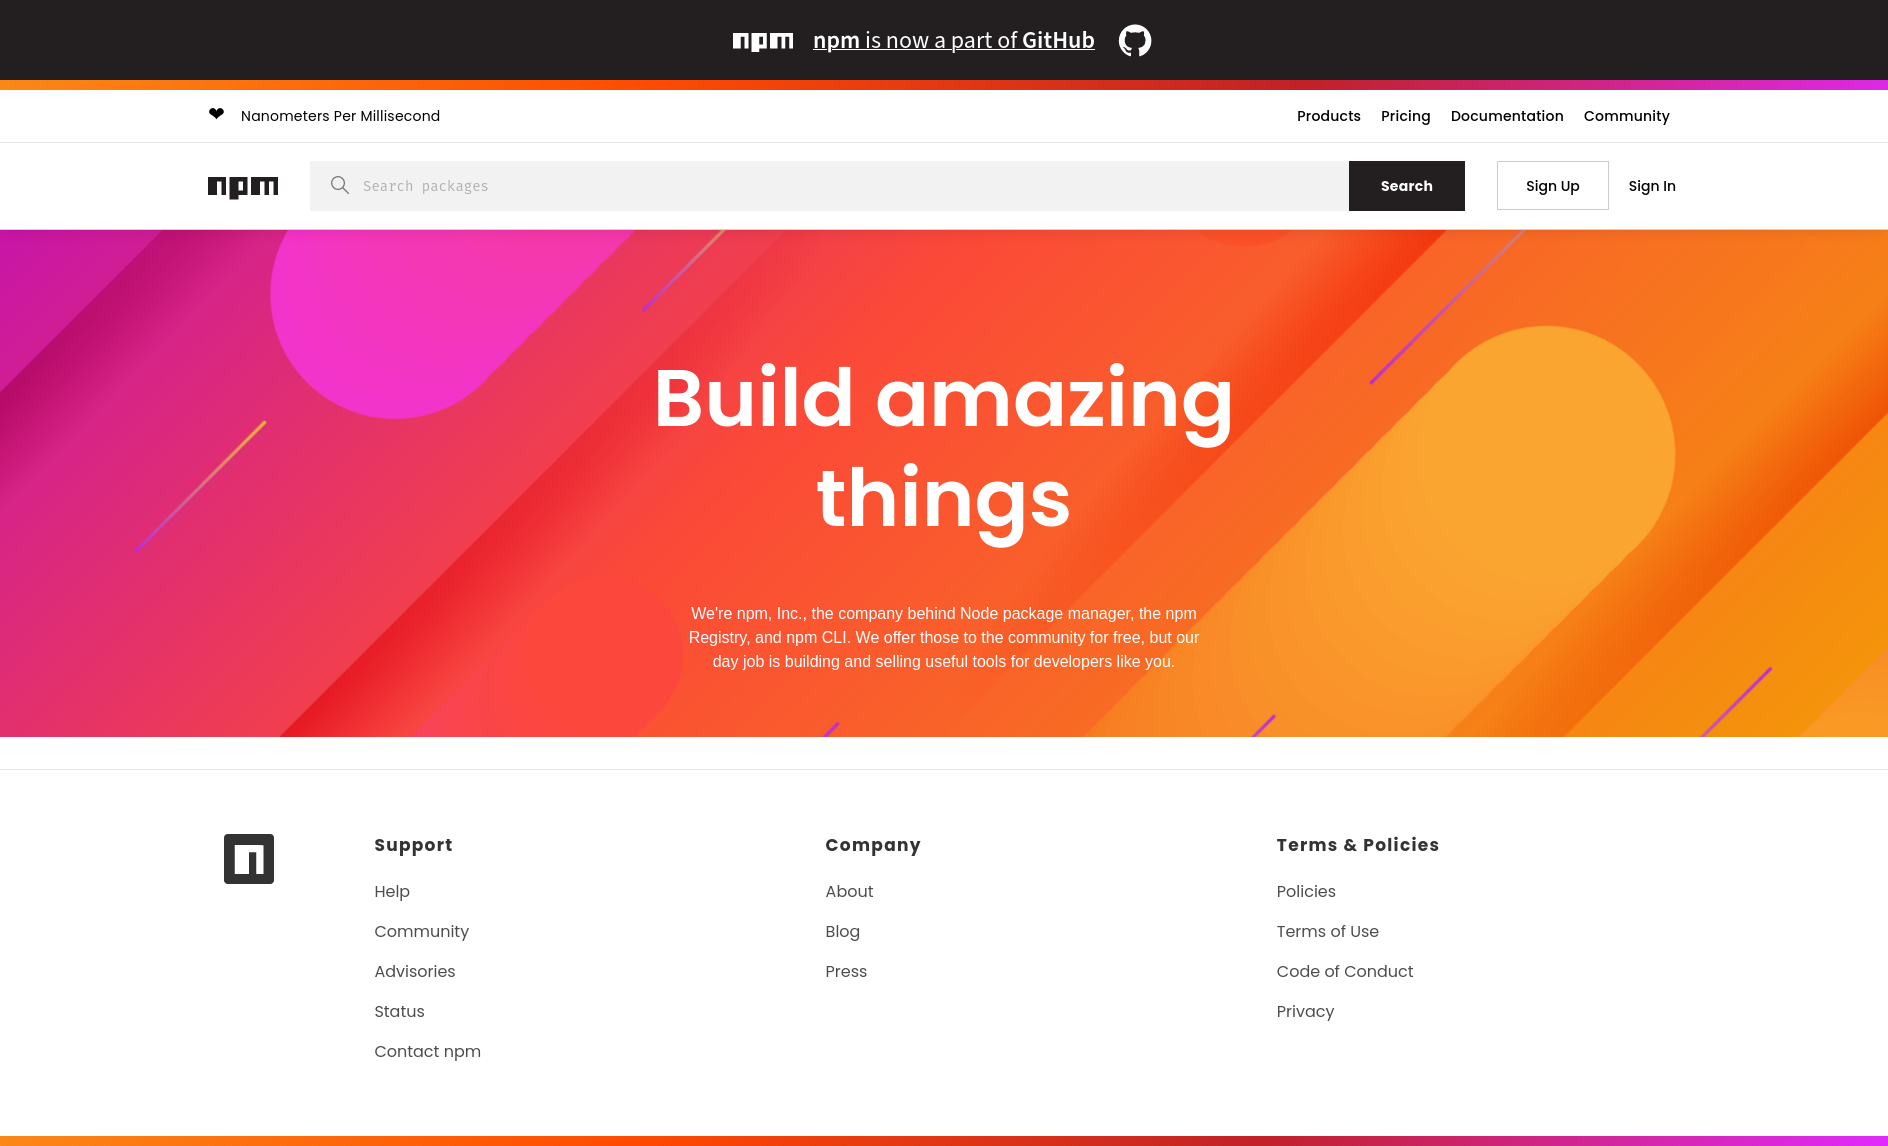 npm npm is now a part of GitHub
❤ Nanometers Per Millisecond
Products Pricing Documentation Community
npm Search packages Search Sign Up Sign In
Build amazing
things
We're npm, Inc., the company behind Node package manager, the npm
Registry, and npm CLI. We offer those to the community for free, but our
day job is building and selling useful tools for developers like you.
Support
Help
Community
Advisories
Status
Contact npm
Company
About
Blog
Press
Terms & Policies
Policies
Terms of Use
Code of Conduct
Privacy